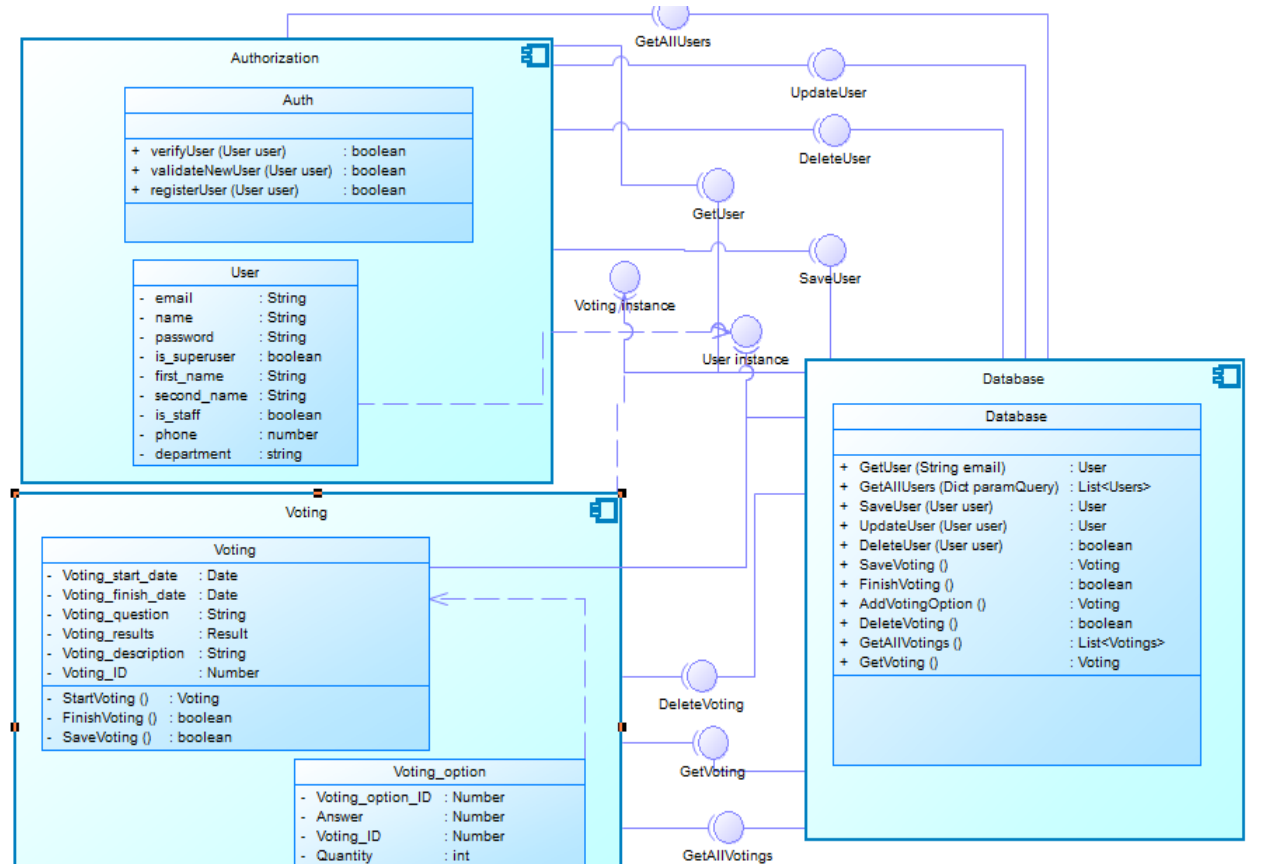 GetAllUsers
Authorization
UpdateUser
Auth
+ verifyUser (User user) : boolean
+ validateNewUser (User user) : boolean
+ registerUser (User user) : boolean
DeleteUser
GetUser
SaveUser
User
- email : String
- name : String
- password : String
- is_superuser : boolean
- first_name : String
- second_name : String
- is_staff : boolean
- phone : number
- department : string
Voting instance
User instance
Database
Database
+ GetUser (String email) : User
+ GetAllUsers (Dict paramQuery) : List<Users>
+ SaveUser (User user) : User
+ UpdateUser (User user) : User
+ DeleteUser (User user) : boolean
+ SaveVoting () : Voting
+ FinishVoting () : boolean
+ AddVotingOption () : Voting
+ DeleteVoting () : boolean
+ GetAllVotings () : List<Votings>
+ GetVoting () : Voting
Voting
Voting
- Voting_start_date : Date
- Voting_finish_date : Date
- Voting_question : String
- Voting_results : Result
- Voting_description : String
- Voting_ID : Number
- StartVoting () : Voting
- FinishVoting () : boolean
- SaveVoting () : boolean
DeleteVoting
GetVoting
Voting_option
- Voting_option_ID : Number
- Answer : Number
- Voting_ID : Number
- Quantity : int
GetAllVotings